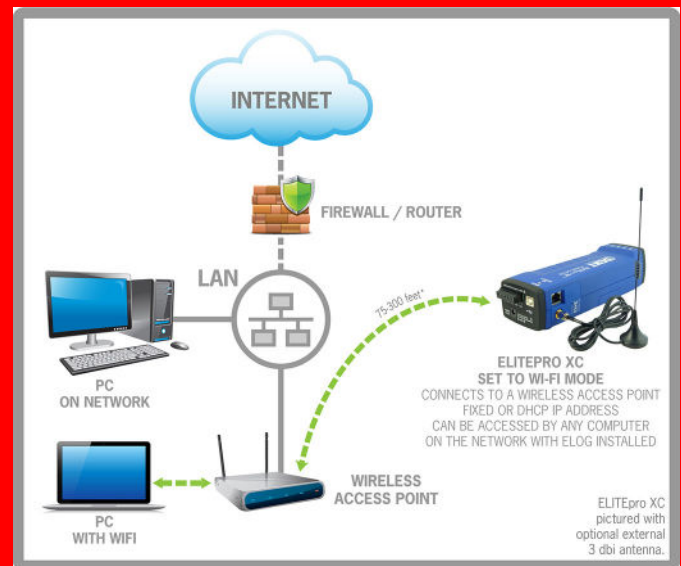 INTERNET
FIREWALL / ROUTER
LAN
75-300 feet*
PC
ON NETWORK
ELITEPRO XC
SET TO WI-FI MODE
CONNECTS TO A WIRELESS ACCESS POINT
FIXED OR DHCP IP ADDRESS
CAN BE ACCESSED BY ANY COMPUTER
ON THE NETWORK WITH ELOG INSTALLED
WIRELESS
ACCESS POINT
PC
WITH WIFI
ELITEpro XC
pictured with
optional external
3 dbi antenna.